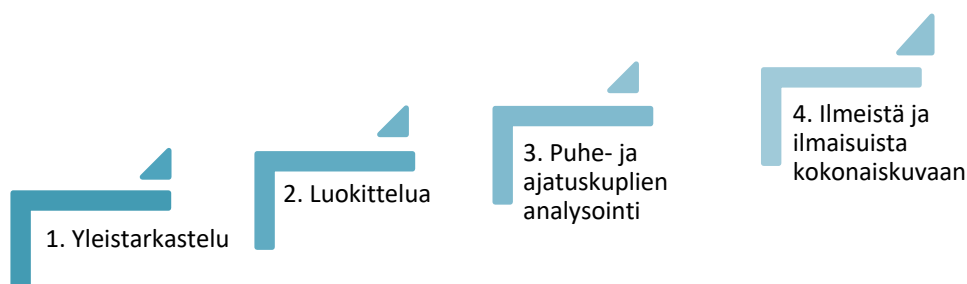 1. Yleistarkastelu
2. Luokittelua
3. Puhe- ja
ajatuskuplien
analysointi
4. Ilmeistä ja
ilmaisuista
kokonaiskuvaan